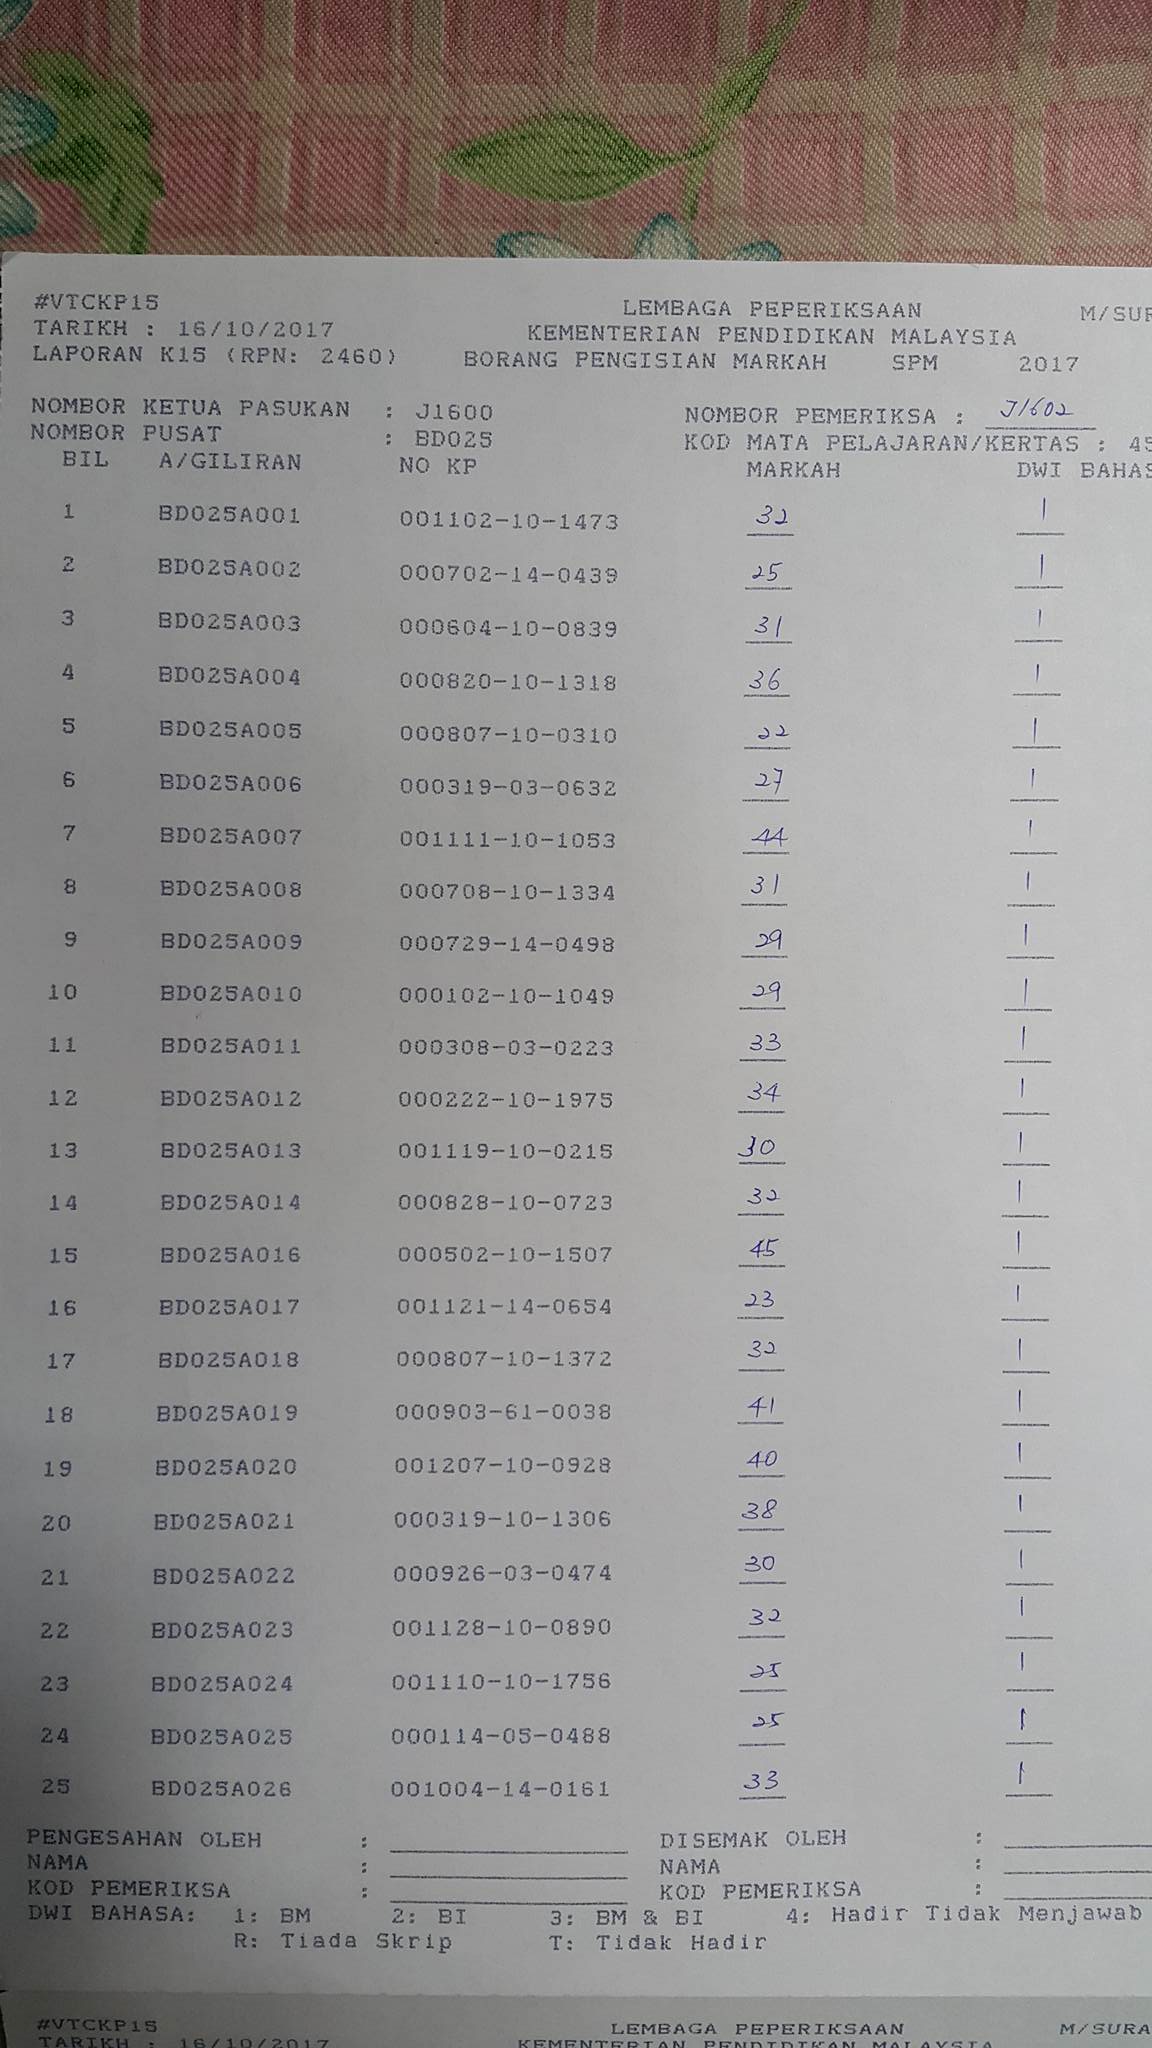 #VTCKP15 LEMBAGA PEPERIKSAAN M/SUR
TARIKH : 16/10/2017 KEMENTERIAN PENDIDIKAN MALAYSIA
LAPORAN K15 (RPN: 2460) BORANG PENGISIAN MARKAH SPM 2017
NOMBOR KETUA PASUKAN : J1600 NOMBOR PEMERIKSA : J1602
NOMBOR PUSAT : BD025 KOD MATA PELAJARAN/KERTAS : 45
BIL A/GILIRAN NO KP MARKAH DWI BAHAS
1 BD025A001 001102-10-1473 32 1
2 BD025A002 000702-14-0439 25 1
3 BD025A003 000604-10-0839 31 1
4 BD025A004 000820-10-1318 36 1
5 BD025A005 000807-10-0310 22 1
6 BD025A006 000319-03-0632 27 1
7 BD025A007 001111-10-1053 44 1
8 BD025A008 000708-10-1334 31 1
9 BD025A009 000729-14-0498 29 1
10 BD025A010 000102-10-1049 29 1
11 BD025A011 000308-03-0223 33 1
12 BD025A012 000222-10-1975 34 1
13 BD025A013 001119-10-0215 30 1
14 BD025A014 000828-10-0723 32 1
15 BD025A016 000502-10-1507 45 1
16 BD025A017 001121-14-0654 23 1
17 BD025A018 000807-10-1372 32 1
18 BD025A019 000903-61-0038 41 1
19 BD025A020 001207-10-0928 40 1
20 BD025A021 000319-10-1306 38 1
21 BD025A022 000926-03-0474 30 1
22 BD025A023 001128-10-0890 32 1
23 BD025A024 001110-10-1756 25 1
24 BD025A025 000114-05-0488 25 1
25 BD025A026 001004-14-0161 33 1
PENGESAHAN OLEH : DISEMAK OLEH :
NAMA : NAMA :
KOD PEMERIKSA : KOD PEMERIKSA :
DWI BAHASA: 1: BM 2: BI 3: BM & BI 4: Hadir Tidak Menjawab
R: Tiada Skrip T: Tidak Hadir
#VTCKP15 LEMBAGA PEPERIKSAAN M/SURA
TARIKH : 16/10/2017 KEMENTERIAN PENDIDIKAN MALAYSIA